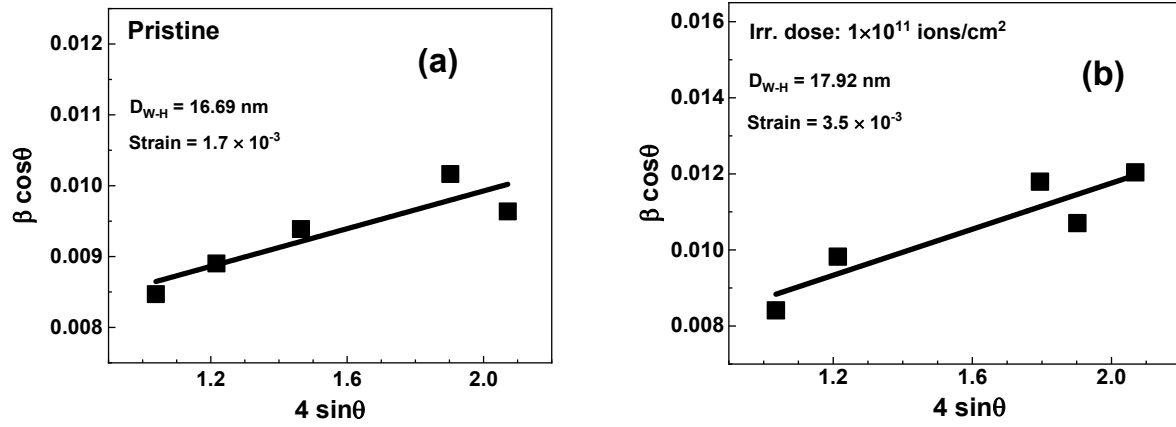 Pristine
(a)
D_W-H = 16.69 nm
Strain = 1.7 × 10⁻³
0.012
0.011
0.010
0.009
0.008
β cosθ
1.2
1.6
2.0
4 sinθ
Irr. dose: 1×10¹¹ ions/cm²
(b)
D_W-H = 17.92 nm
Strain = 3.5 × 10⁻³
0.016
0.014
0.012
0.010
0.008
β cosθ
1.2
1.6
2.0
4 sinθ